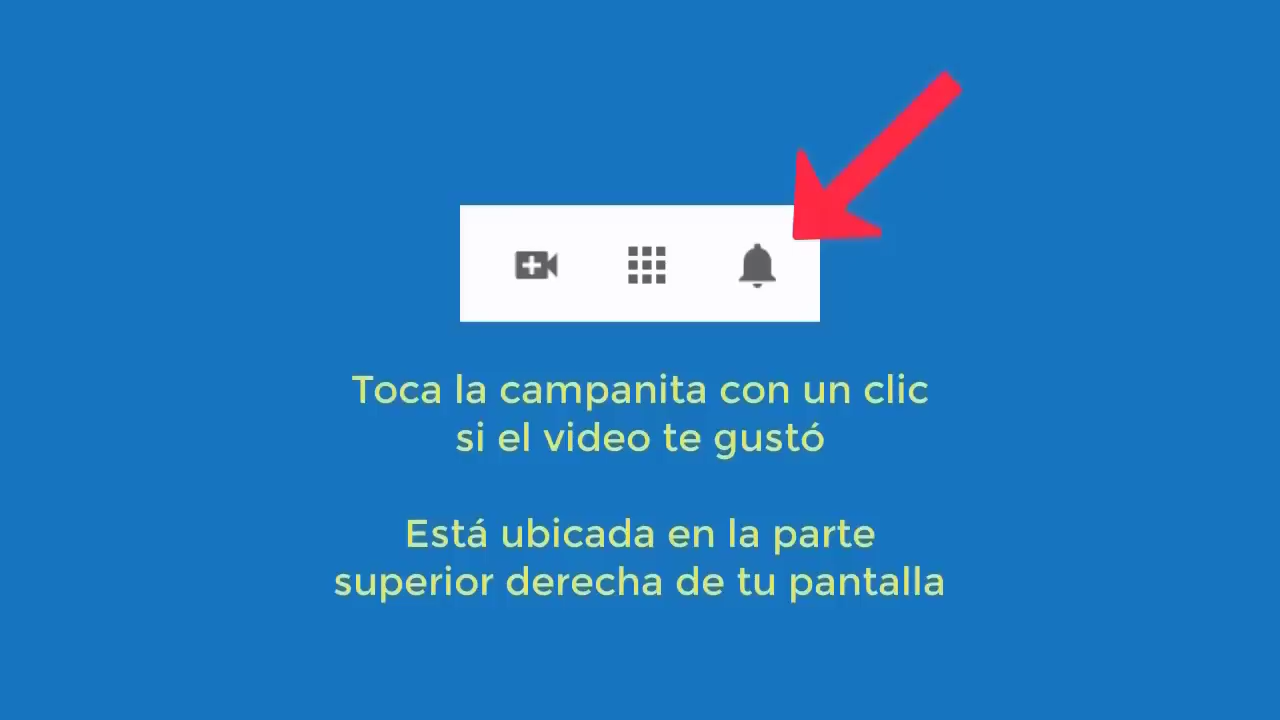 Toca la campanita con un clic
si el video te gustó
Está ubicada en la parte
superior derecha de tu pantalla